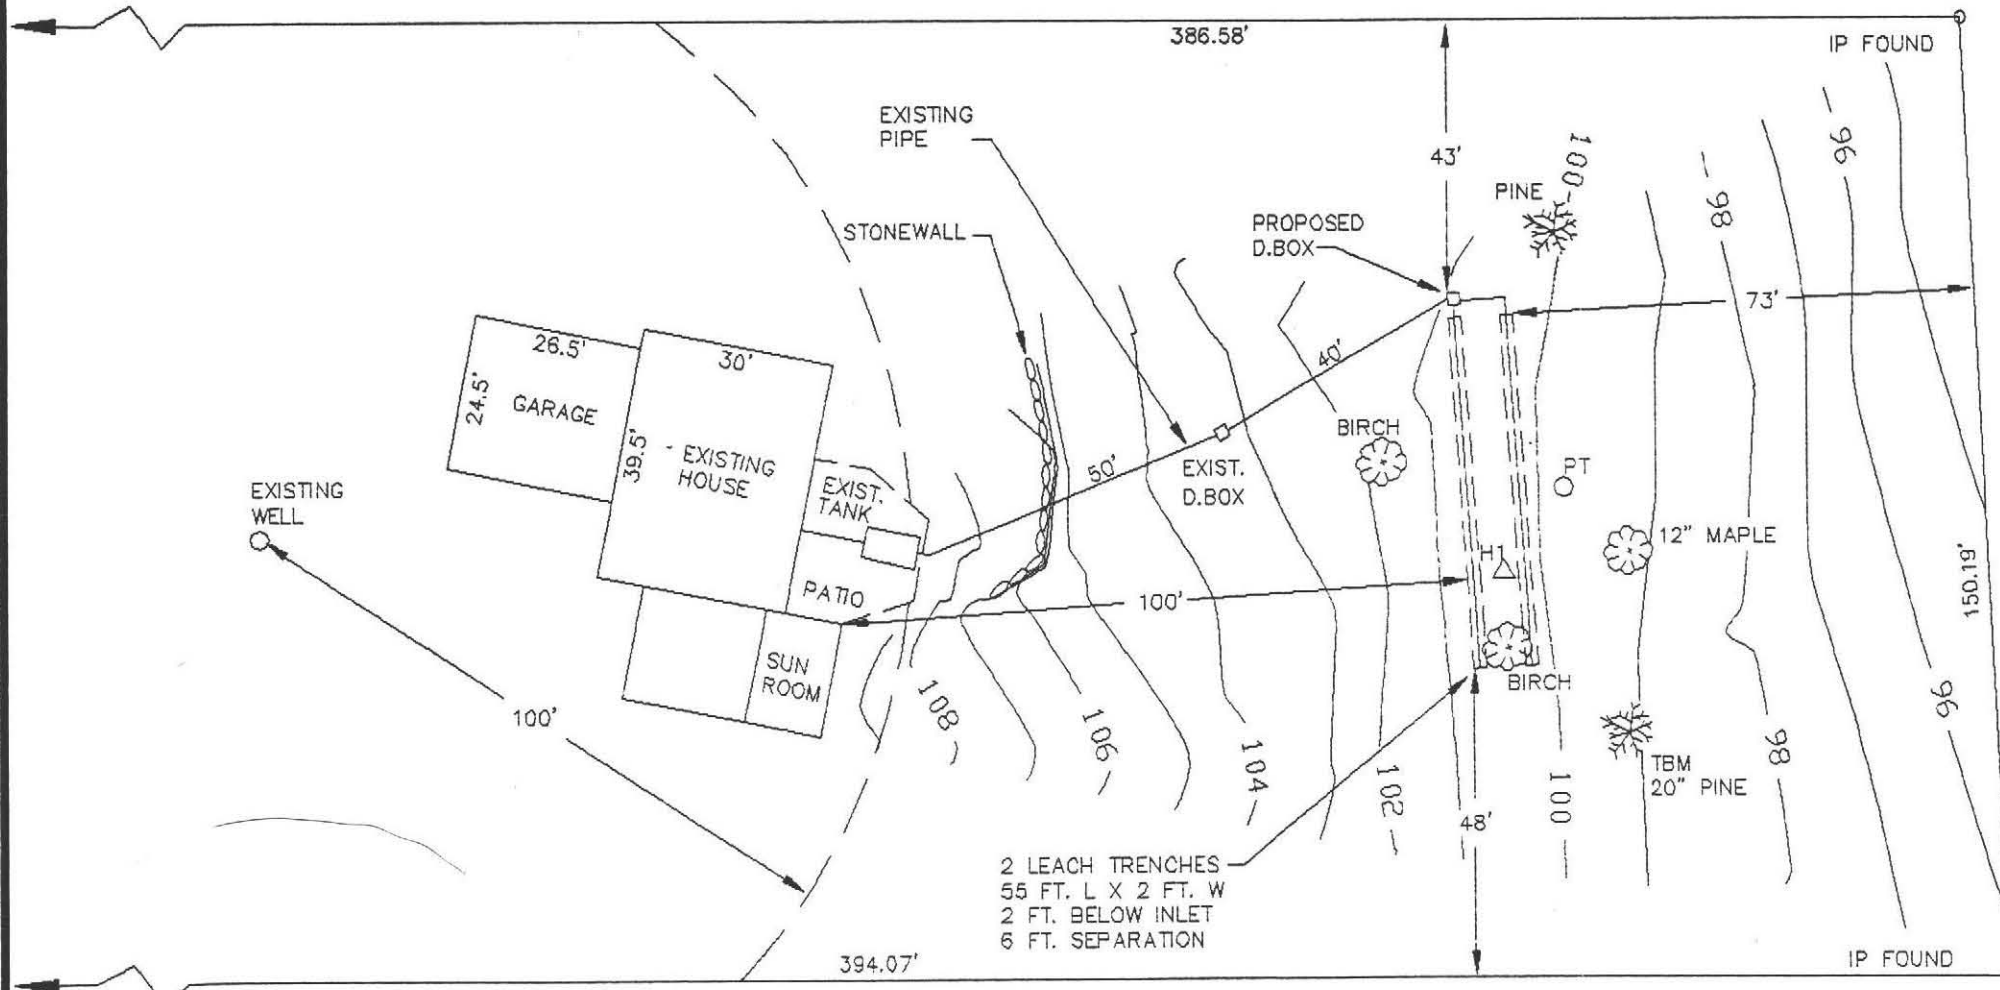 386.58'
IP FOUND
EXISTING
PIPE
43'
100
96
PINE
98
STONEWALL
PROPOSED
D.BOX
73'
26.5'
30'
40'
24.5'
GARAGE
39.5'
EXISTING
HOUSE
BIRCH
50'
EXIST.
D.BOX
PT
EXISTING
WELL
EXIST.
TANK
12" MAPLE
H1
PATIO
100'
150.19'
SUN
ROOM
BIRCH
108
106
104
102
100
98
96
100'
TBM
20" PINE
48'
2 LEACH TRENCHES
55 FT. L X 2 FT. W
2 FT. BELOW INLET
6 FT. SEPARATION
394.07'
IP FOUND